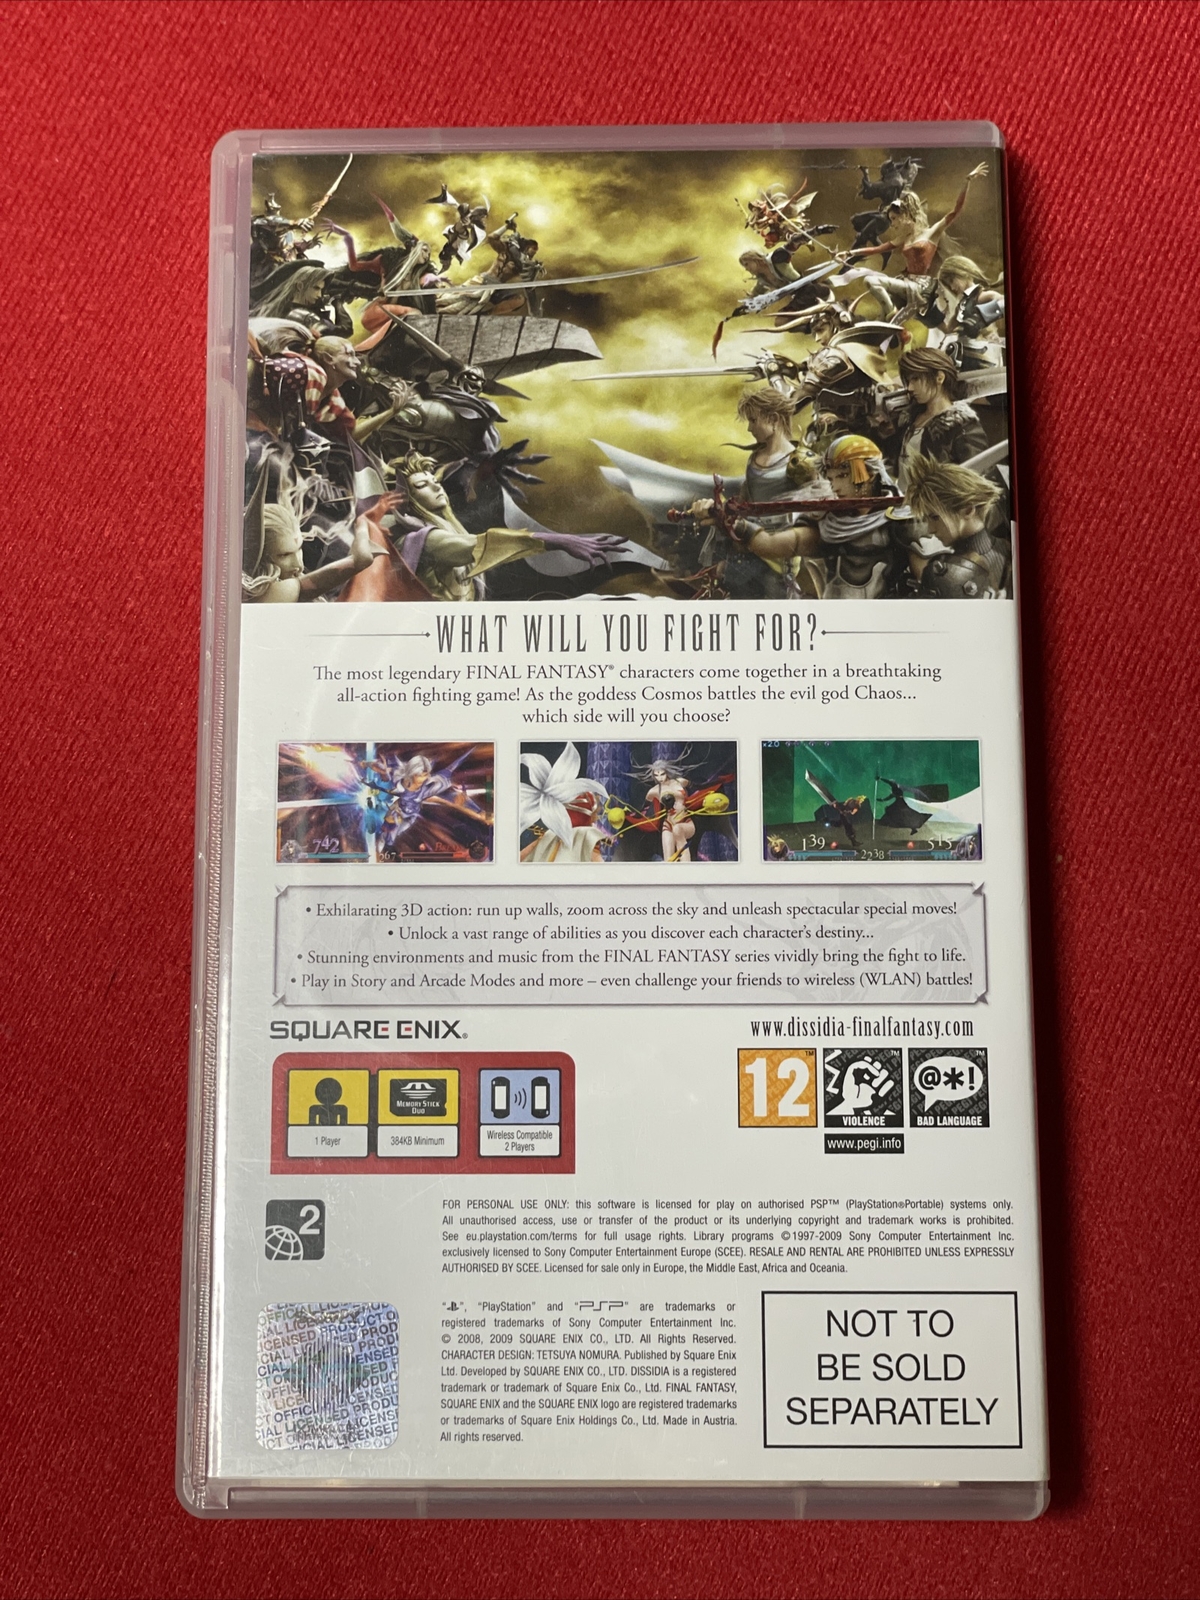 WHAT WILL YOU FIGHT FOR?
The most legendary FINAL FANTASY® characters come together in a breathtaking
all-action fighting game! As the goddess Cosmos battles the evil god Chaos...
which side will you choose?
742
267
x2.0
139
2238
515
• Exhilarating 3D action: run up walls, zoom across the sky and unleash spectacular special moves!
• Unlock a vast range of abilities as you discover each character's destiny...
• Stunning environments and music from the FINAL FANTASY series vividly bring the fight to life.
• Play in Story and Arcade Modes and more – even challenge your friends to wireless (WLAN) battles!
SQUARE ENIX®
www.dissidia-finalfantasy.com
MEMORY STICK
DUO
1 Player
384KB Minimum
Wireless Compatible
2 Players
12™
VIOLENCE
@*!
BAD LANGUAGE
www.pegi.info
2
FOR PERSONAL USE ONLY: this software is licensed for play on authorised PSP™ (PlayStation®Portable) systems only.
All unauthorised access, use or transfer of the product or its underlying copyright and trademark works is prohibited.
See eu.playstation.com/terms for full usage rights. Library programs ©1997-2009 Sony Computer Entertainment Inc.
exclusively licensed to Sony Computer Entertainment Europe (SCEE). RESALE AND RENTAL ARE PROHIBITED UNLESS EXPRESSLY
AUTHORISED BY SCEE. Licensed for sale only in Europe, the Middle East, Africa and Oceania.
" ", "PlayStation" and "PSP" are trademarks or
registered trademarks of Sony Computer Entertainment Inc.
© 2008, 2009 SQUARE ENIX CO., LTD. All Rights Reserved.
CHARACTER DESIGN: TETSUYA NOMURA. Published by Square Enix
Ltd. Developed by SQUARE ENIX CO., LTD. DISSIDIA is a registered
trademark or trademark of Square Enix Co., Ltd. FINAL FANTASY,
SQUARE ENIX and the SQUARE ENIX logo are registered trademarks
or trademarks of Square Enix Holdings Co., Ltd. Made in Austria.
All rights reserved.
NOT TO
BE SOLD
SEPARATELY